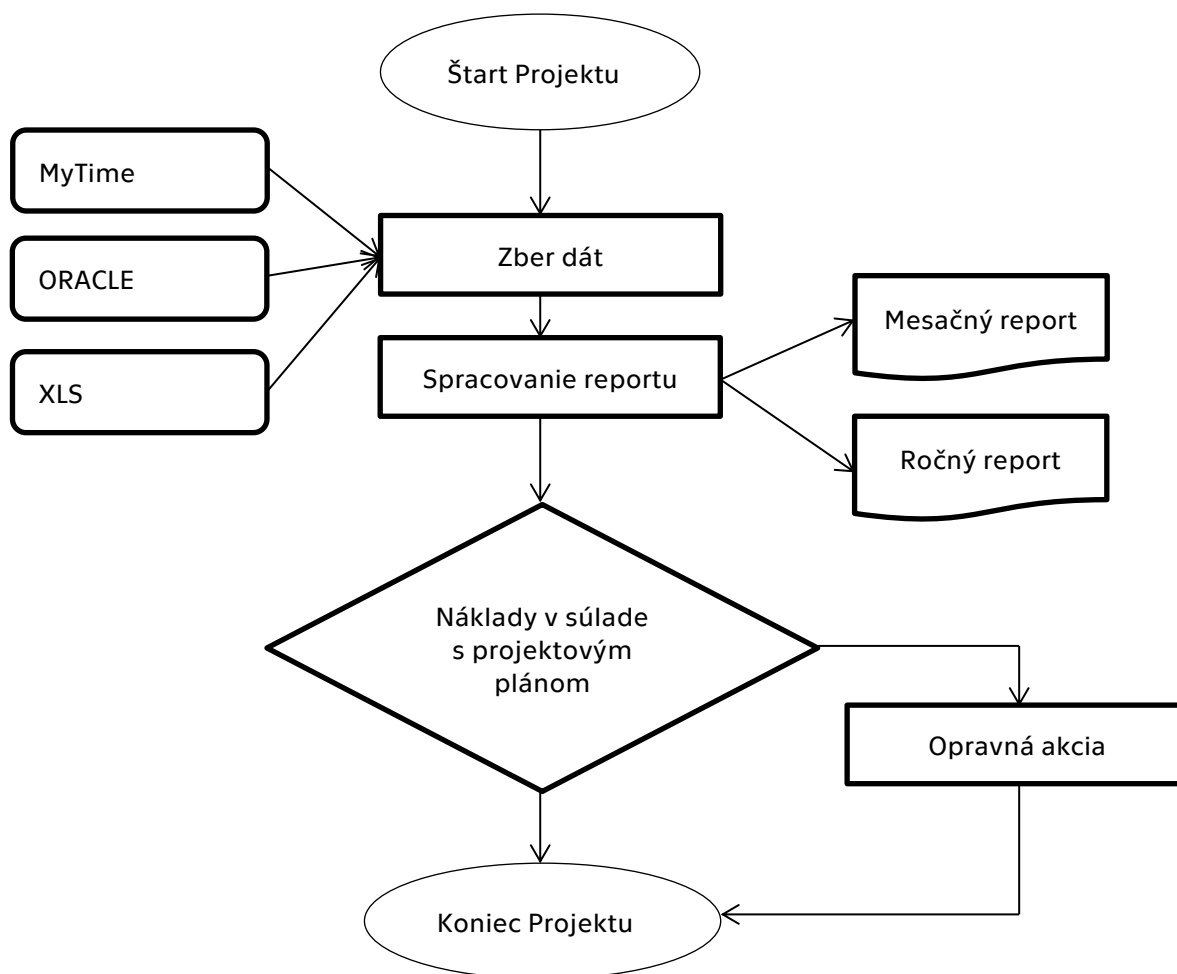 Štart Projektu
MyTime
ORACLE
XLS
Zber dát
Spracovanie reportu
Mesačný report
Ročný report
Náklady v súlade
s projektovým
plánom
Opravná akcia
Koniec Projektu